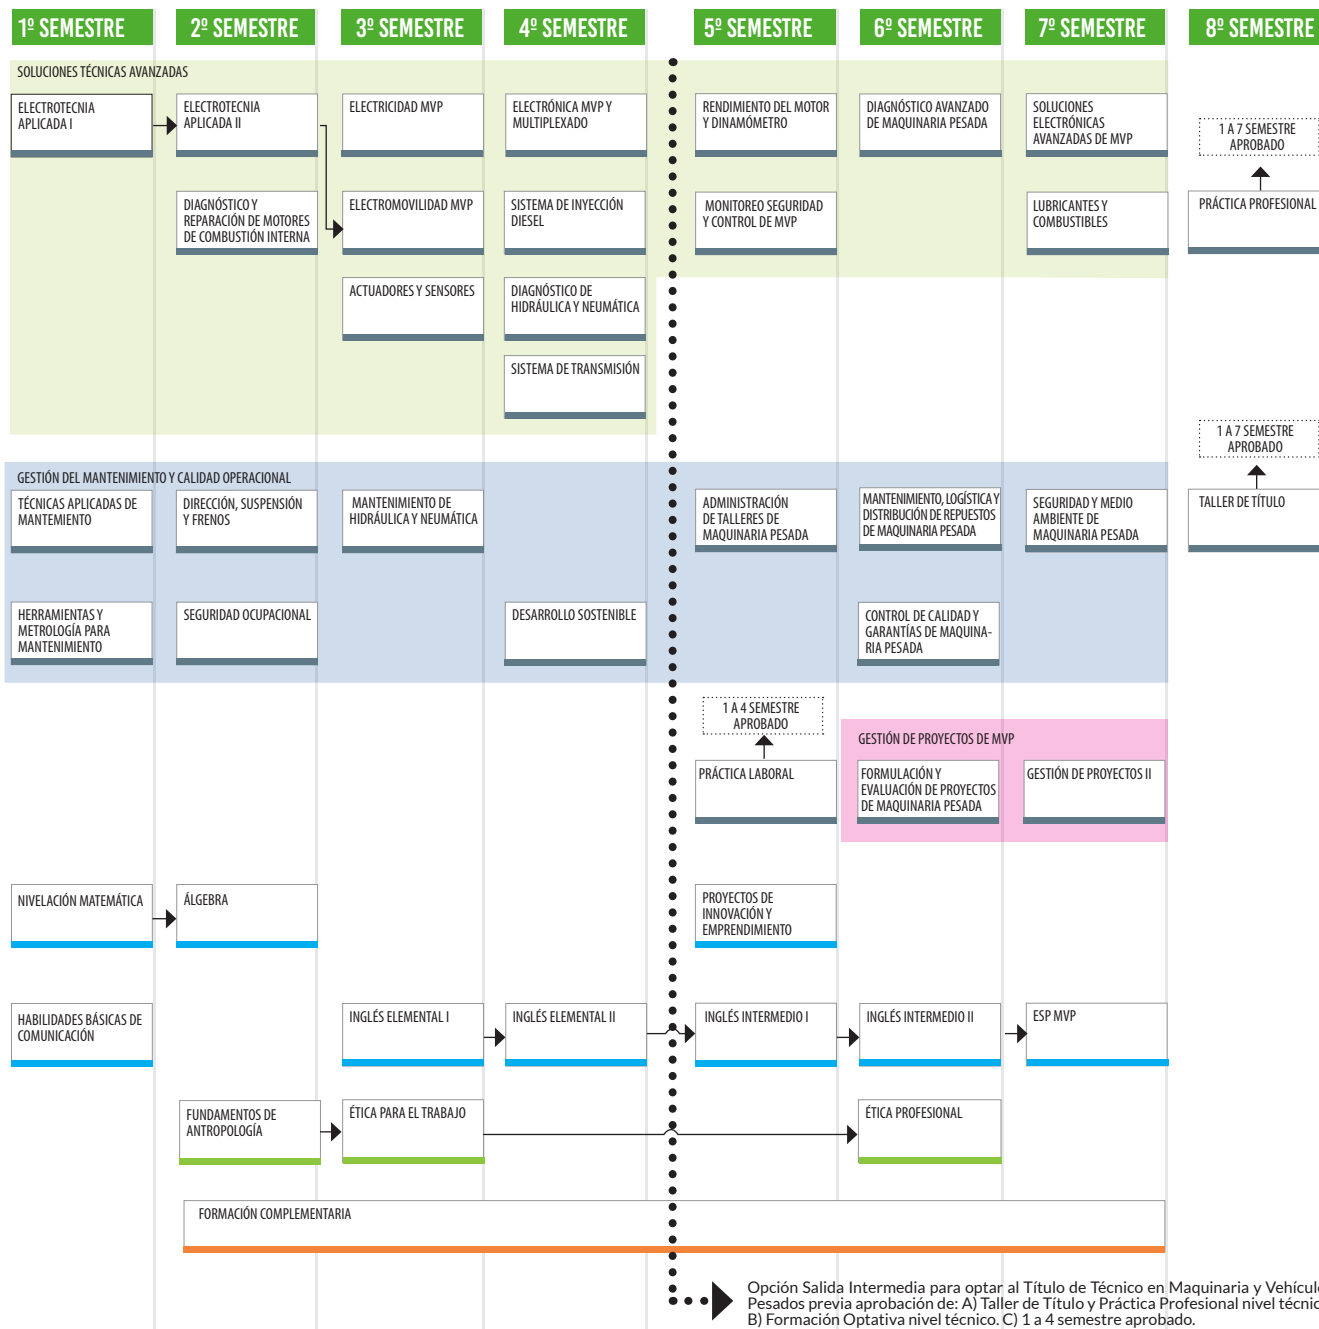 1º SEMESTRE
2º SEMESTRE
3º SEMESTRE
4º SEMESTRE
5º SEMESTRE
6º SEMESTRE
7º SEMESTRE
8º SEMESTRE
SOLUCIONES TÉCNICAS AVANZADAS
ELECTROTECNIA
APLICADA I
ELECTROTECNIA
APLICADA II
ELECTRICIDAD MVP
ELECTRÓNICA MVP Y
MULTIPLEXADO
RENDIMIENTO DEL MOTOR
Y DINAMÓMETRO
DIAGNÓSTICO AVANZADO
DE MAQUINARIA PESADA
SOLUCIONES
ELECTRÓNICAS
AVANZADAS DE MVP
1 A 7 SEMESTRE
APROBADO
DIAGNÓSTICO Y
REPARACIÓN DE MOTORES
DE COMBUSTIÓN INTERNA
ELECTROMOVILIDAD MVP
SISTEMA DE INYECCIÓN
DIESEL
MONITOREO SEGURIDAD
Y CONTROL DE MVP
LUBRICANTES Y
COMBUSTIBLES
PRÁCTICA PROFESIONAL
ACTUADORES Y SENSORES
DIAGNÓSTICO DE
HIDRÁULICA Y NEUMÁTICA
SISTEMA DE TRANSMISIÓN
1 A 7 SEMESTRE
APROBADO
GESTIÓN DEL MANTENIMIENTO Y CALIDAD OPERACIONAL
TÉCNICAS APLICADAS DE
MANTEMIENTO
DIRECCIÓN, SUSPENSIÓN
Y FRENOS
MANTENIMIENTO DE
HIDRÁULICA Y NEUMÁTICA
ADMINISTRACIÓN
DE TALLERES DE
MAQUINARIA PESADA
MANTENIMIENTO, LOGÍSTICA Y
DISTRIBUCIÓN DE REPUESTOS
DE MAQUINARIA PESADA
SEGURIDAD Y MEDIO
AMBIENTE DE
MAQUINARIA PESADA
TALLER DE TÍTULO
HERRAMIENTAS Y
METROLOGÍA PARA
MANTENIMIENTO
SEGURIDAD OCUPACIONAL
DESARROLLO SOSTENIBLE
CONTROL DE CALIDAD Y
GARANTÍAS DE MAQUINA-
RIA PESADA
1 A 4 SEMESTRE
APROBADO
GESTIÓN DE PROYECTOS DE MVP
PRÁCTICA LABORAL
FORMULACIÓN Y
EVALUACIÓN DE PROYECTOS
DE MAQUINARIA PESADA
GESTIÓN DE PROYECTOS II
NIVELACIÓN MATEMÁTICA
ÁLGEBRA
PROYECTOS DE
INNOVACIÓN Y
EMPRENDIMIENTO
HABILIDADES BÁSICAS DE
COMUNICACIÓN
INGLÉS ELEMENTAL I
INGLÉS ELEMENTAL II
INGLÉS INTERMEDIO I
INGLÉS INTERMEDIO II
ESP MVP
FUNDAMENTOS DE
ANTROPOLOGÍA
ÉTICA PARA EL TRABAJO
ÉTICA PROFESIONAL
FORMACIÓN COMPLEMENTARIA
Opción Salida Intermedia para optar al Título de Técnico en Maquinaria y Vehícul
Pesados previa aprobación de: A) Taller de Título y Práctica Profesional nivel técnic
B) Formación Optativa nivel técnico. C) 1 a 4 semestre aprobado.